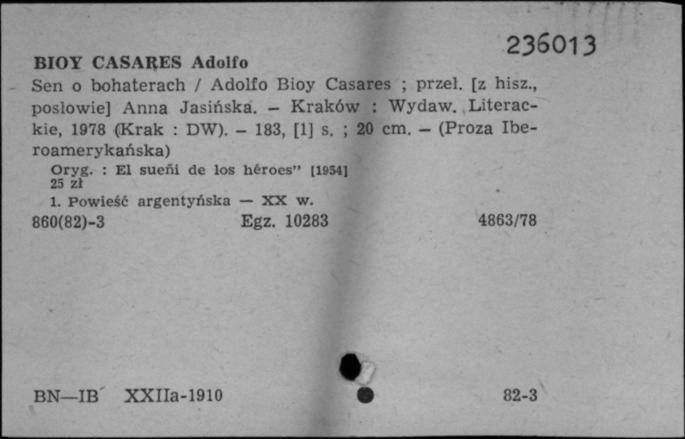 236013
BIOY CASARES Adolfo
Sen o bohaterach / Adolfo Bioy Casares ; przeł. [z hisz.,
posłowie] Anna Jasińska. — Kraków : Wydaw. Literac-
kie, 1978 (Krak : DW). — 183, [1] s. ; 20 cm. — (Proza Ibe-
roamerykańska)
Oryg. : El sueñi de los héroes" [1954]
25 zł
1. Powieść argentyńska — XX w.
860(82)-3 Egz. 10283 4863/78
BN—IB XXIIa-1910 82-3